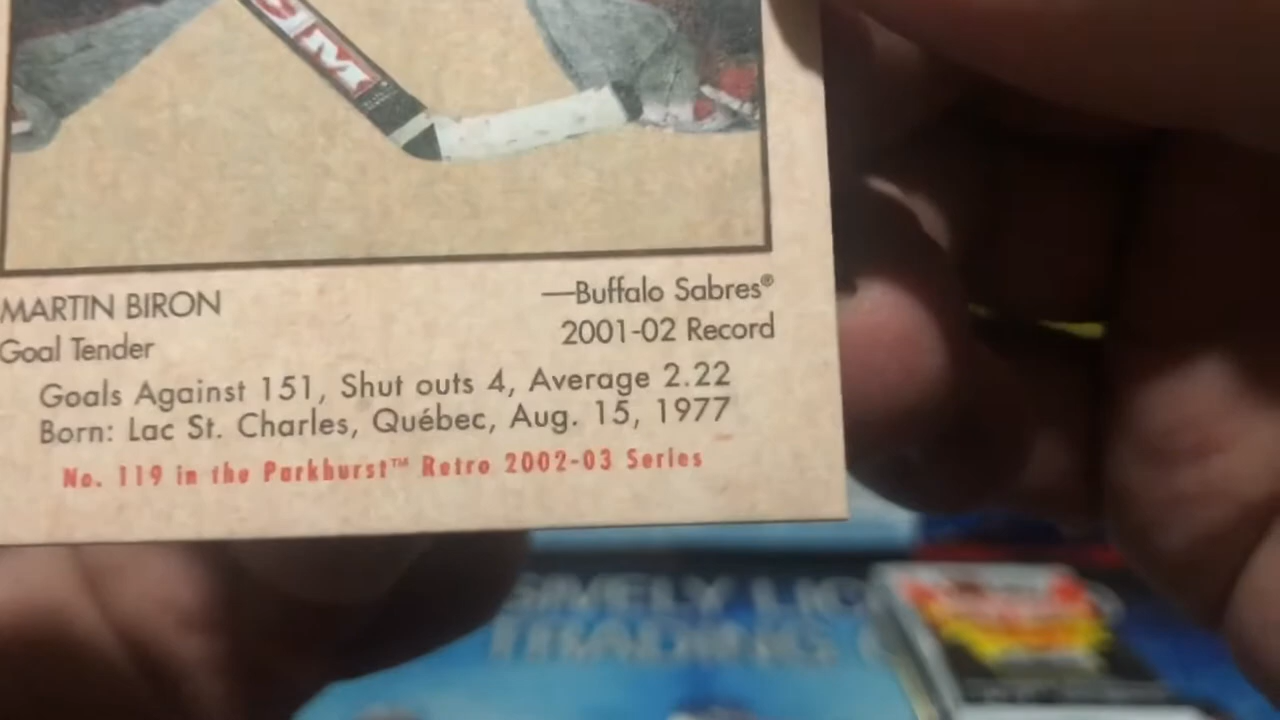 CCM
MARTIN BIRON
—Buffalo Sabres®
Goal Tender
2001-02 Record
Goals Against 151, Shut outs 4, Average 2.22
Born: Lac St. Charles, Québec, Aug. 15, 1977
No. 119 in the Parkhurst™ Retro 2002-03 Series
TRADING